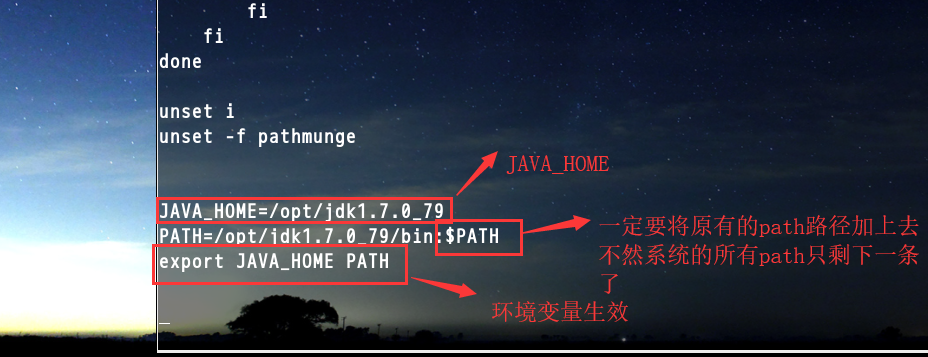 fi
fi
done
unset i
unset -f pathmunge
JAVA_HOME
JAVA_HOME=/opt/jdk1.7.0_79
PATH=/opt/jdk1.7.0_79/bin:$PATH
export JAVA_HOME PATH
一定要将原有的path路径加上去
不然系统的所有path只剩下一条
了
环境变量生效
_